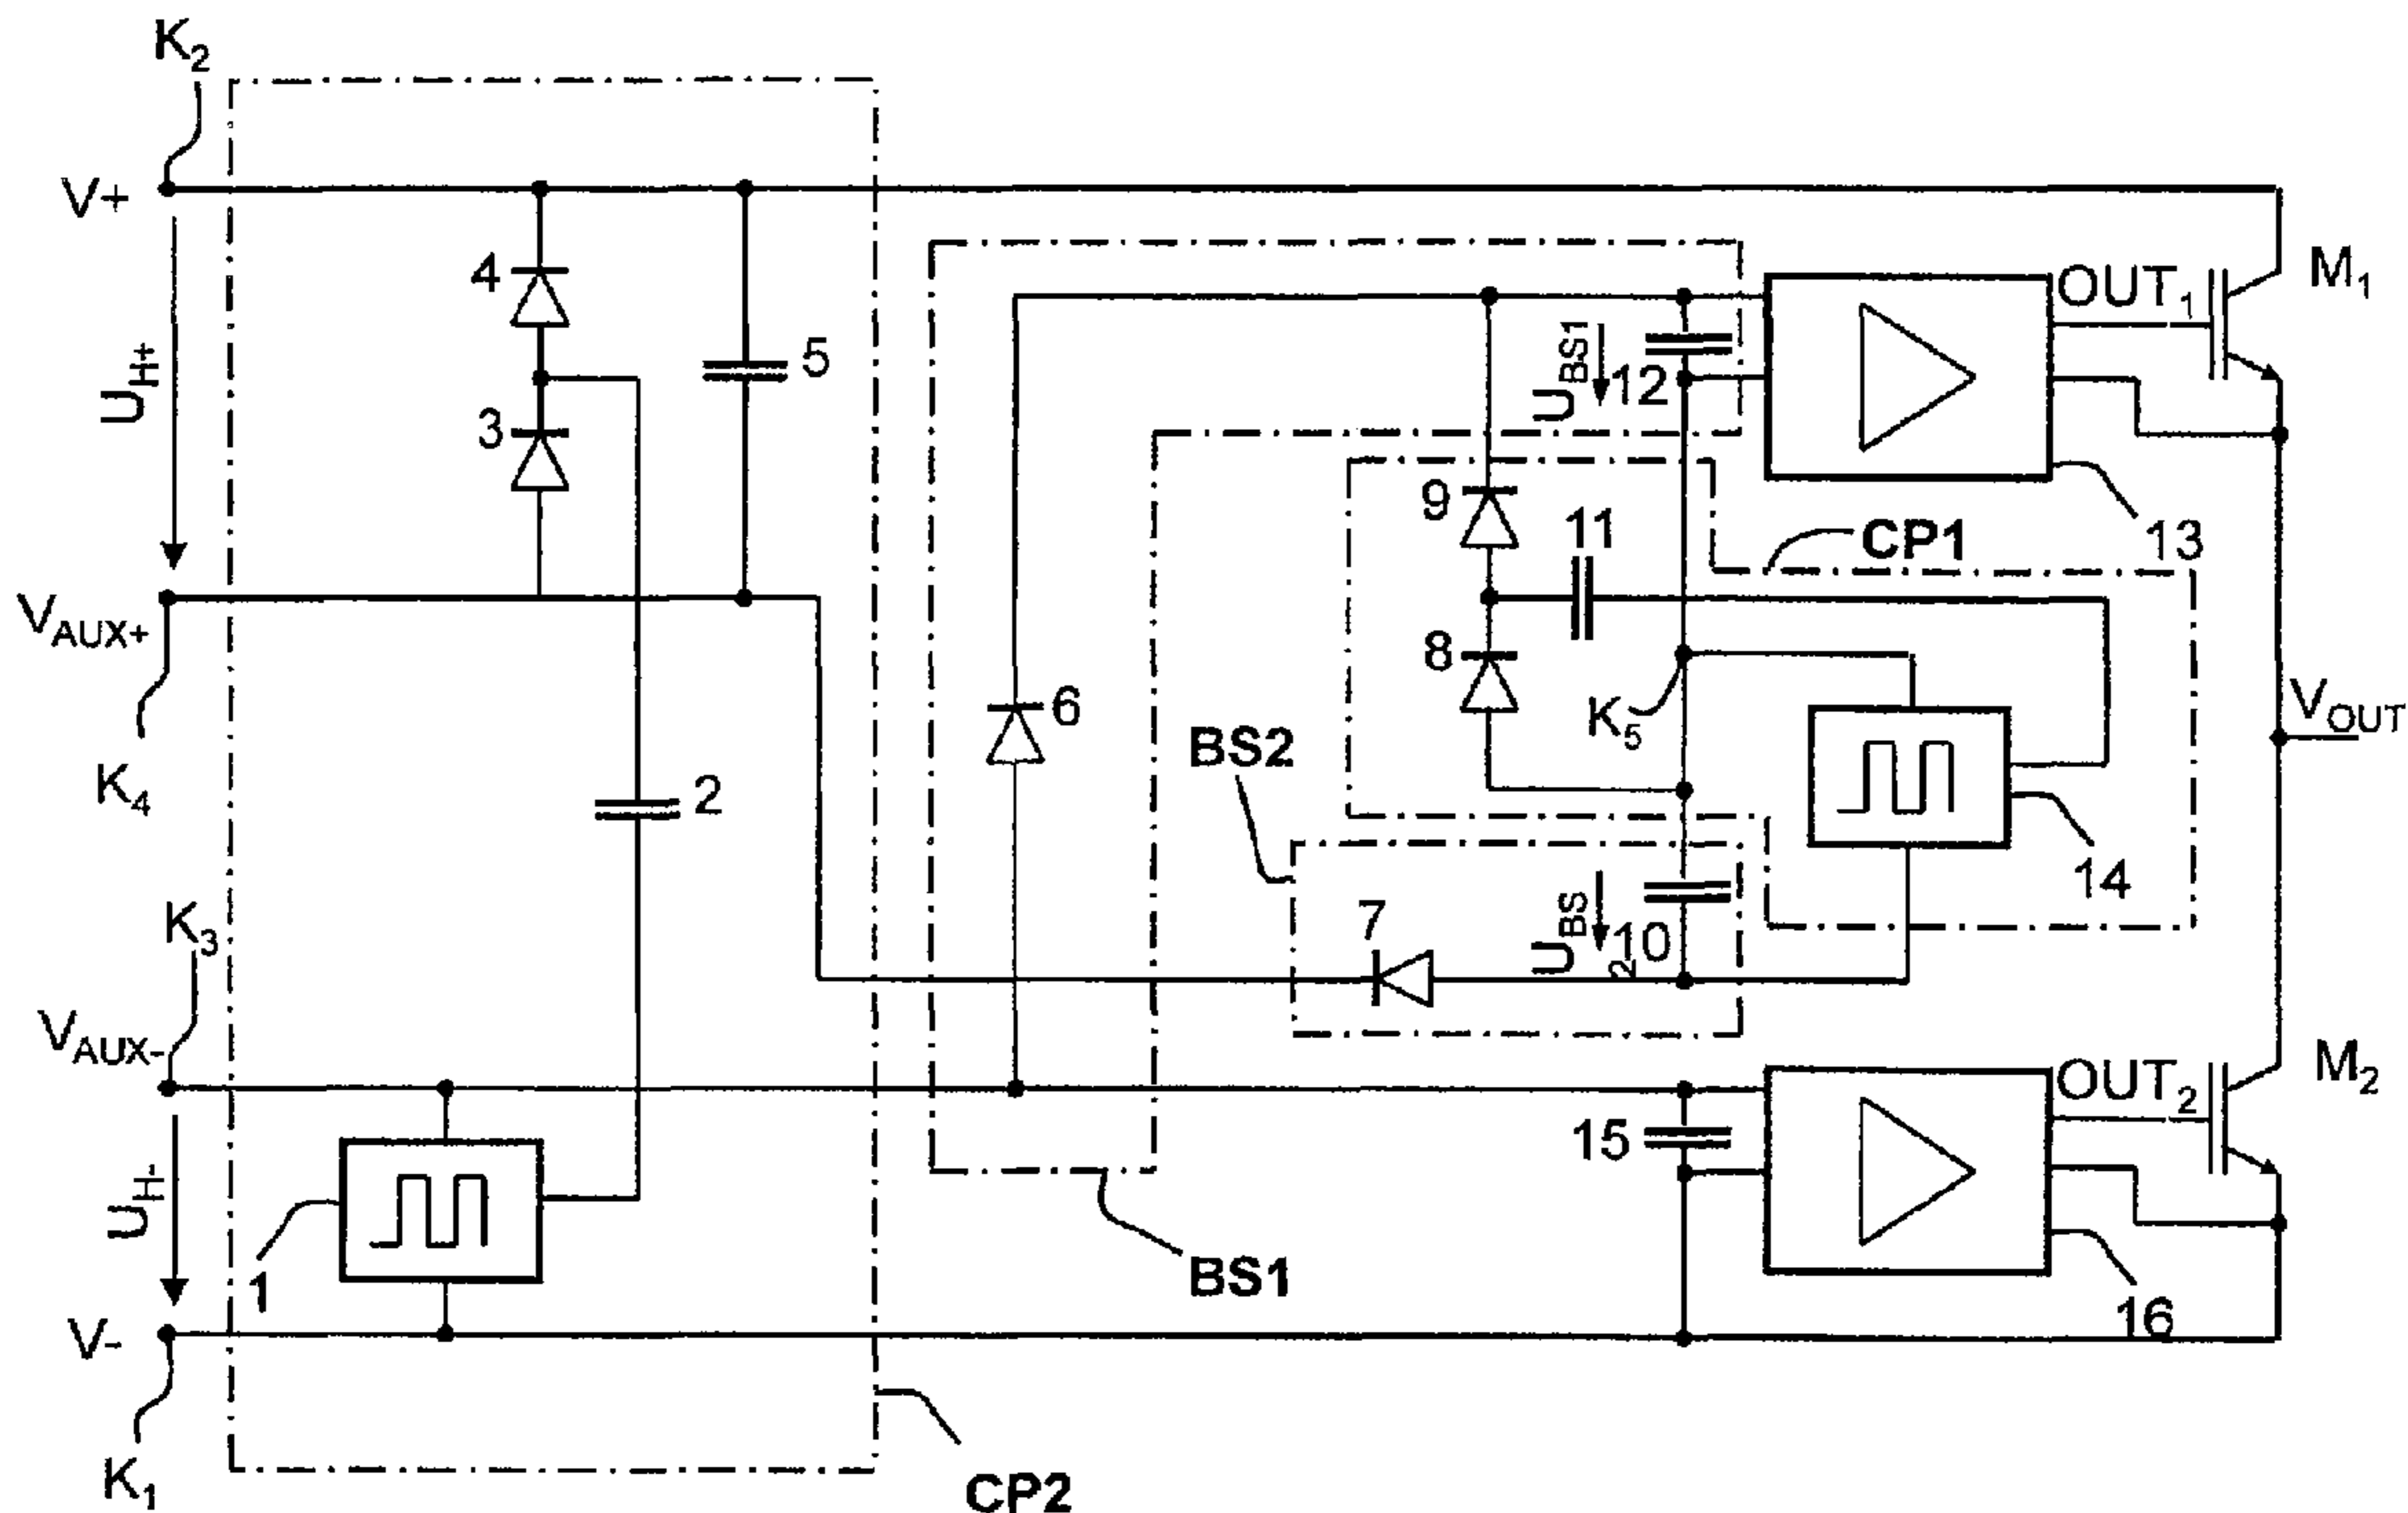 K2
V+
4
M1
OUT1
UH+
5
UBS1
12
3
9
11
CP1
13
VAUX+
8
K5
6
VOUT
BS2
K4
2
14
K3
7
UBS2
10
VAUX-
M2
OUT2
15
UH-
1
BS1
16
V-
K1
CP2